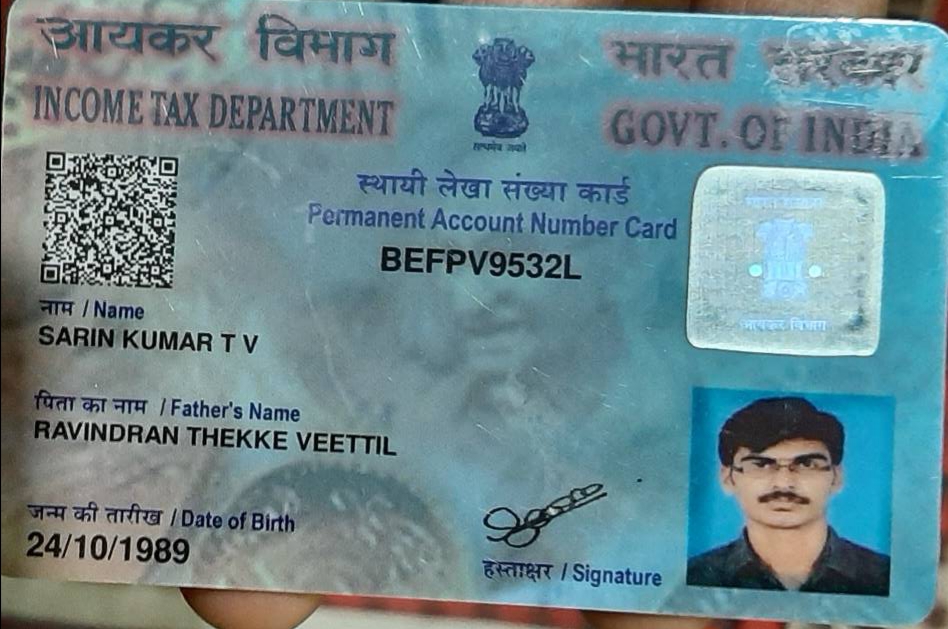 आयकर विभाग
INCOME TAX DEPARTMENT
भारत सरकार
GOVT. OF INDIA
सत्यमेव जयते
स्थायी लेखा संख्या कार्ड
Permanent Account Number Card
BEFPV9532L
नाम / Name
SARIN KUMAR T V
पिता का नाम / Father's Name
RAVINDRAN THEKKE VEETTIL
जन्म की तारीख / Date of Birth
24/10/1989
हस्ताक्षर / Signature
आयकर विभाग